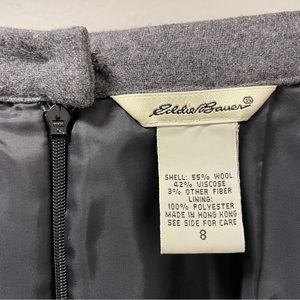 Eddie Bauer
SHELL: 55% WOOL
42% VISCOSE
3% OTHER FIBER
LINING:
100% POLYESTER
MADE IN HONG KONG
SEE SIDE FOR CARE
8